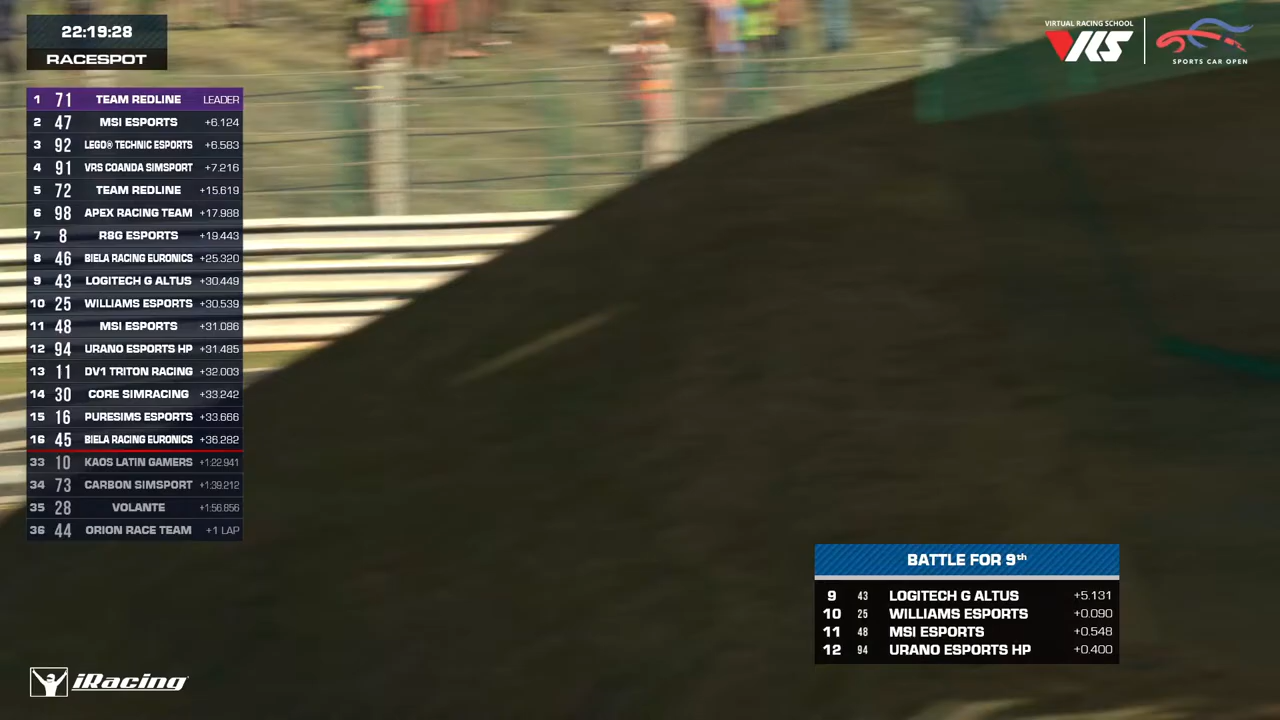 22:19:28
RACESPOT
VIRTUAL RACING SCHOOL
VRS
SPORTS CAR OPEN
1 71 TEAM REDLINE LEADER
2 47 MSI ESPORTS +6.124
3 92 LEGO® TECHNIC ESPORTS +6.583
4 91 VRS COANDA SIMSPORT +7.216
5 72 TEAM REDLINE +15.619
6 98 APEX RACING TEAM +17.988
7 8 R8G ESPORTS +19.443
8 46 BIELA RACING EURONICS +25.320
9 43 LOGITECH G ALTUS +30.449
10 25 WILLIAMS ESPORTS +30.539
11 48 MSI ESPORTS +31.086
12 94 URANO ESPORTS HP +31.485
13 11 DV1 TRITON RACING +32.003
14 30 CORE SIMRACING +33.242
15 16 PURESIMS ESPORTS +33.666
16 45 BIELA RACING EURONICS +36.282
33 10 KAOS LATIN GAMERS +1:22.941
34 73 CARBON SIMSPORT +1:39.212
35 28 VOLANTE +1:56.856
36 44 ORION RACE TEAM +1 LAP
BATTLE FOR 9th
9 43 LOGITECH G ALTUS +5.131
10 25 WILLIAMS ESPORTS +0.090
11 48 MSI ESPORTS +0.548
12 94 URANO ESPORTS HP +0.400
iRacing